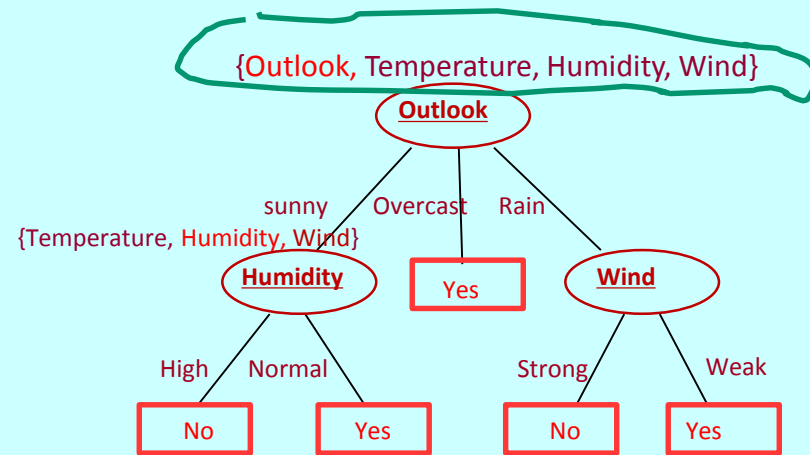 {Outlook, Temperature, Humidity, Wind}
Outlook
sunny Overcast Rain
{Temperature, Humidity, Wind}
Humidity Yes Wind
High Normal Strong Weak
No Yes No Yes